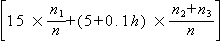 [15 × n₁/n + (5+0.1h) × (n₂+n₃)/n]